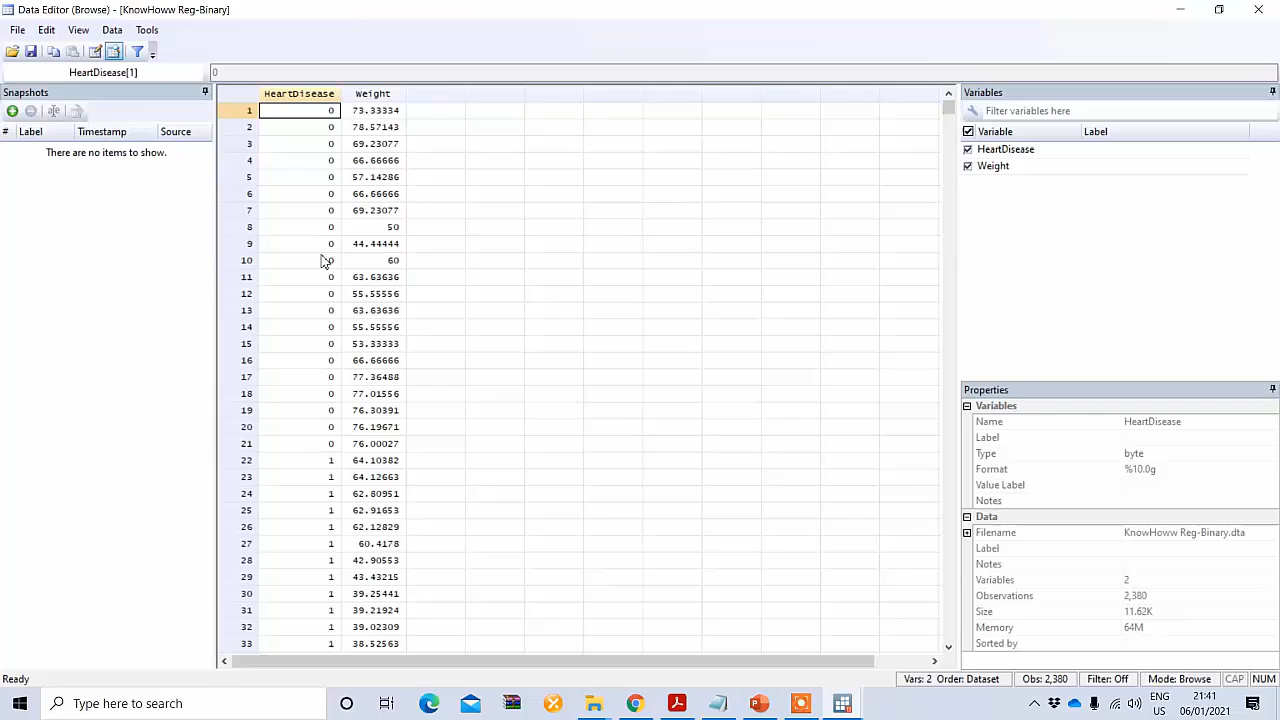 Data Editor (Browse) - [KnowHoww Reg-Binary]
File Edit View Data Tools
HeartDisease[1] 0
Snapshots
# Label Timestamp Source
There are no items to show.
HeartDisease Weight
1 0 73.33334
2 0 78.57143
3 0 69.23077
4 0 66.66666
5 0 57.14286
6 0 66.66666
7 0 69.23077
8 0 50
9 0 44.44444
10 0 60
11 0 63.63636
12 0 55.55556
13 0 63.63636
14 0 55.55556
15 0 53.33333
16 0 66.66666
17 0 77.36488
18 0 77.01556
19 0 76.30391
20 0 76.19671
21 0 76.00027
22 1 64.10382
23 1 64.12663
24 1 62.80951
25 1 62.91653
26 1 62.12829
27 1 60.4178
28 1 42.90553
29 1 43.43215
30 1 39.25441
31 1 39.21924
32 1 39.02309
33 1 38.52563
Variables
Filter variables here
Variable Label
HeartDisease
Weight
Properties
Variables
Name HeartDisease
Label
Type byte
Format %10.0g
Value Label
Notes
Data
Filename KnowHoww Reg-Binary.dta
Label
Notes
Variables 2
Observations 2,380
Size 11.62K
Memory 64M
Sorted by
Ready Vars: 2 Order: Dataset Obs: 2,380 Filter: Off Mode: Browse CAP NUM
Type here to search
ENG 21:41
US 06/01/2021